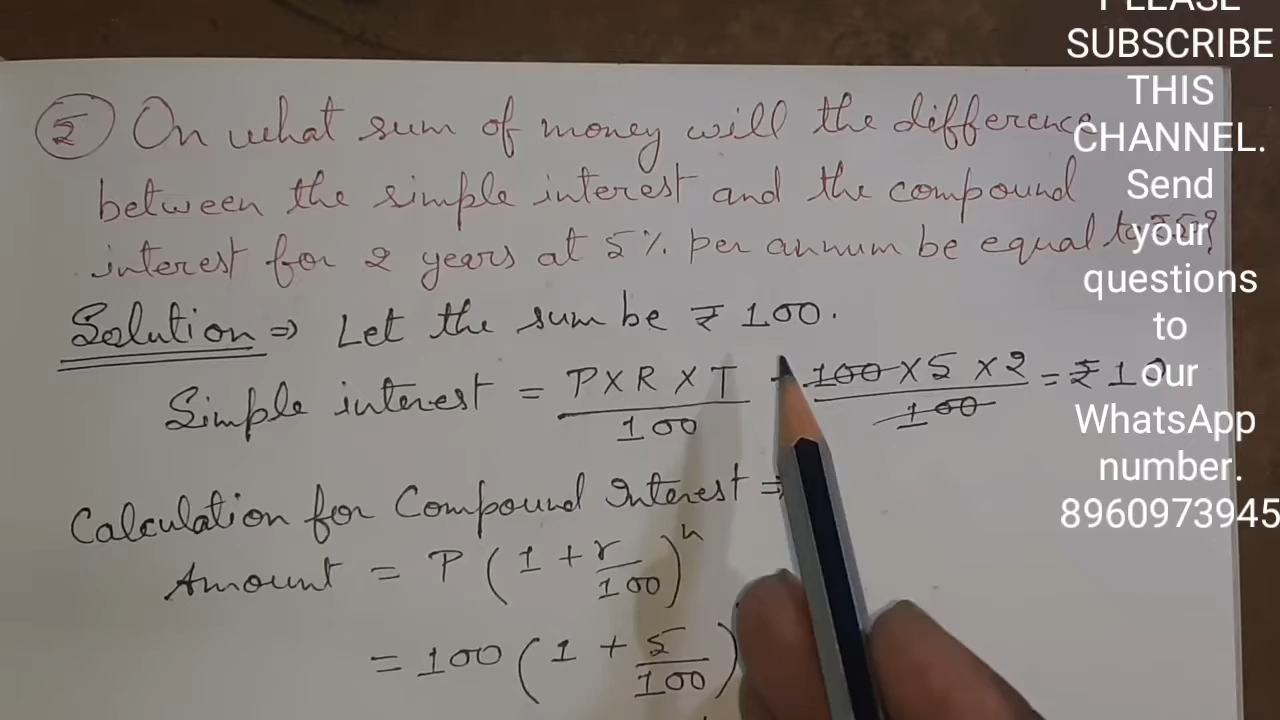 ② On what sum of money will the difference
between the simple interest and the compound
interest for 2 years at 5% per annum be equal to
Solution ⇒ Let the sum be ₹ 100.
Simple interest = P×R×T/100 = 100×5×2/100 = ₹10
Calculation for Compound Interest ⇒
Amount = P(1 + r/100)^n
= 100(1 + 5/100)
PLEASE
SUBSCRIBE
THIS
CHANNEL.
Send
your
questions
to
our
WhatsApp
number.
8960973945